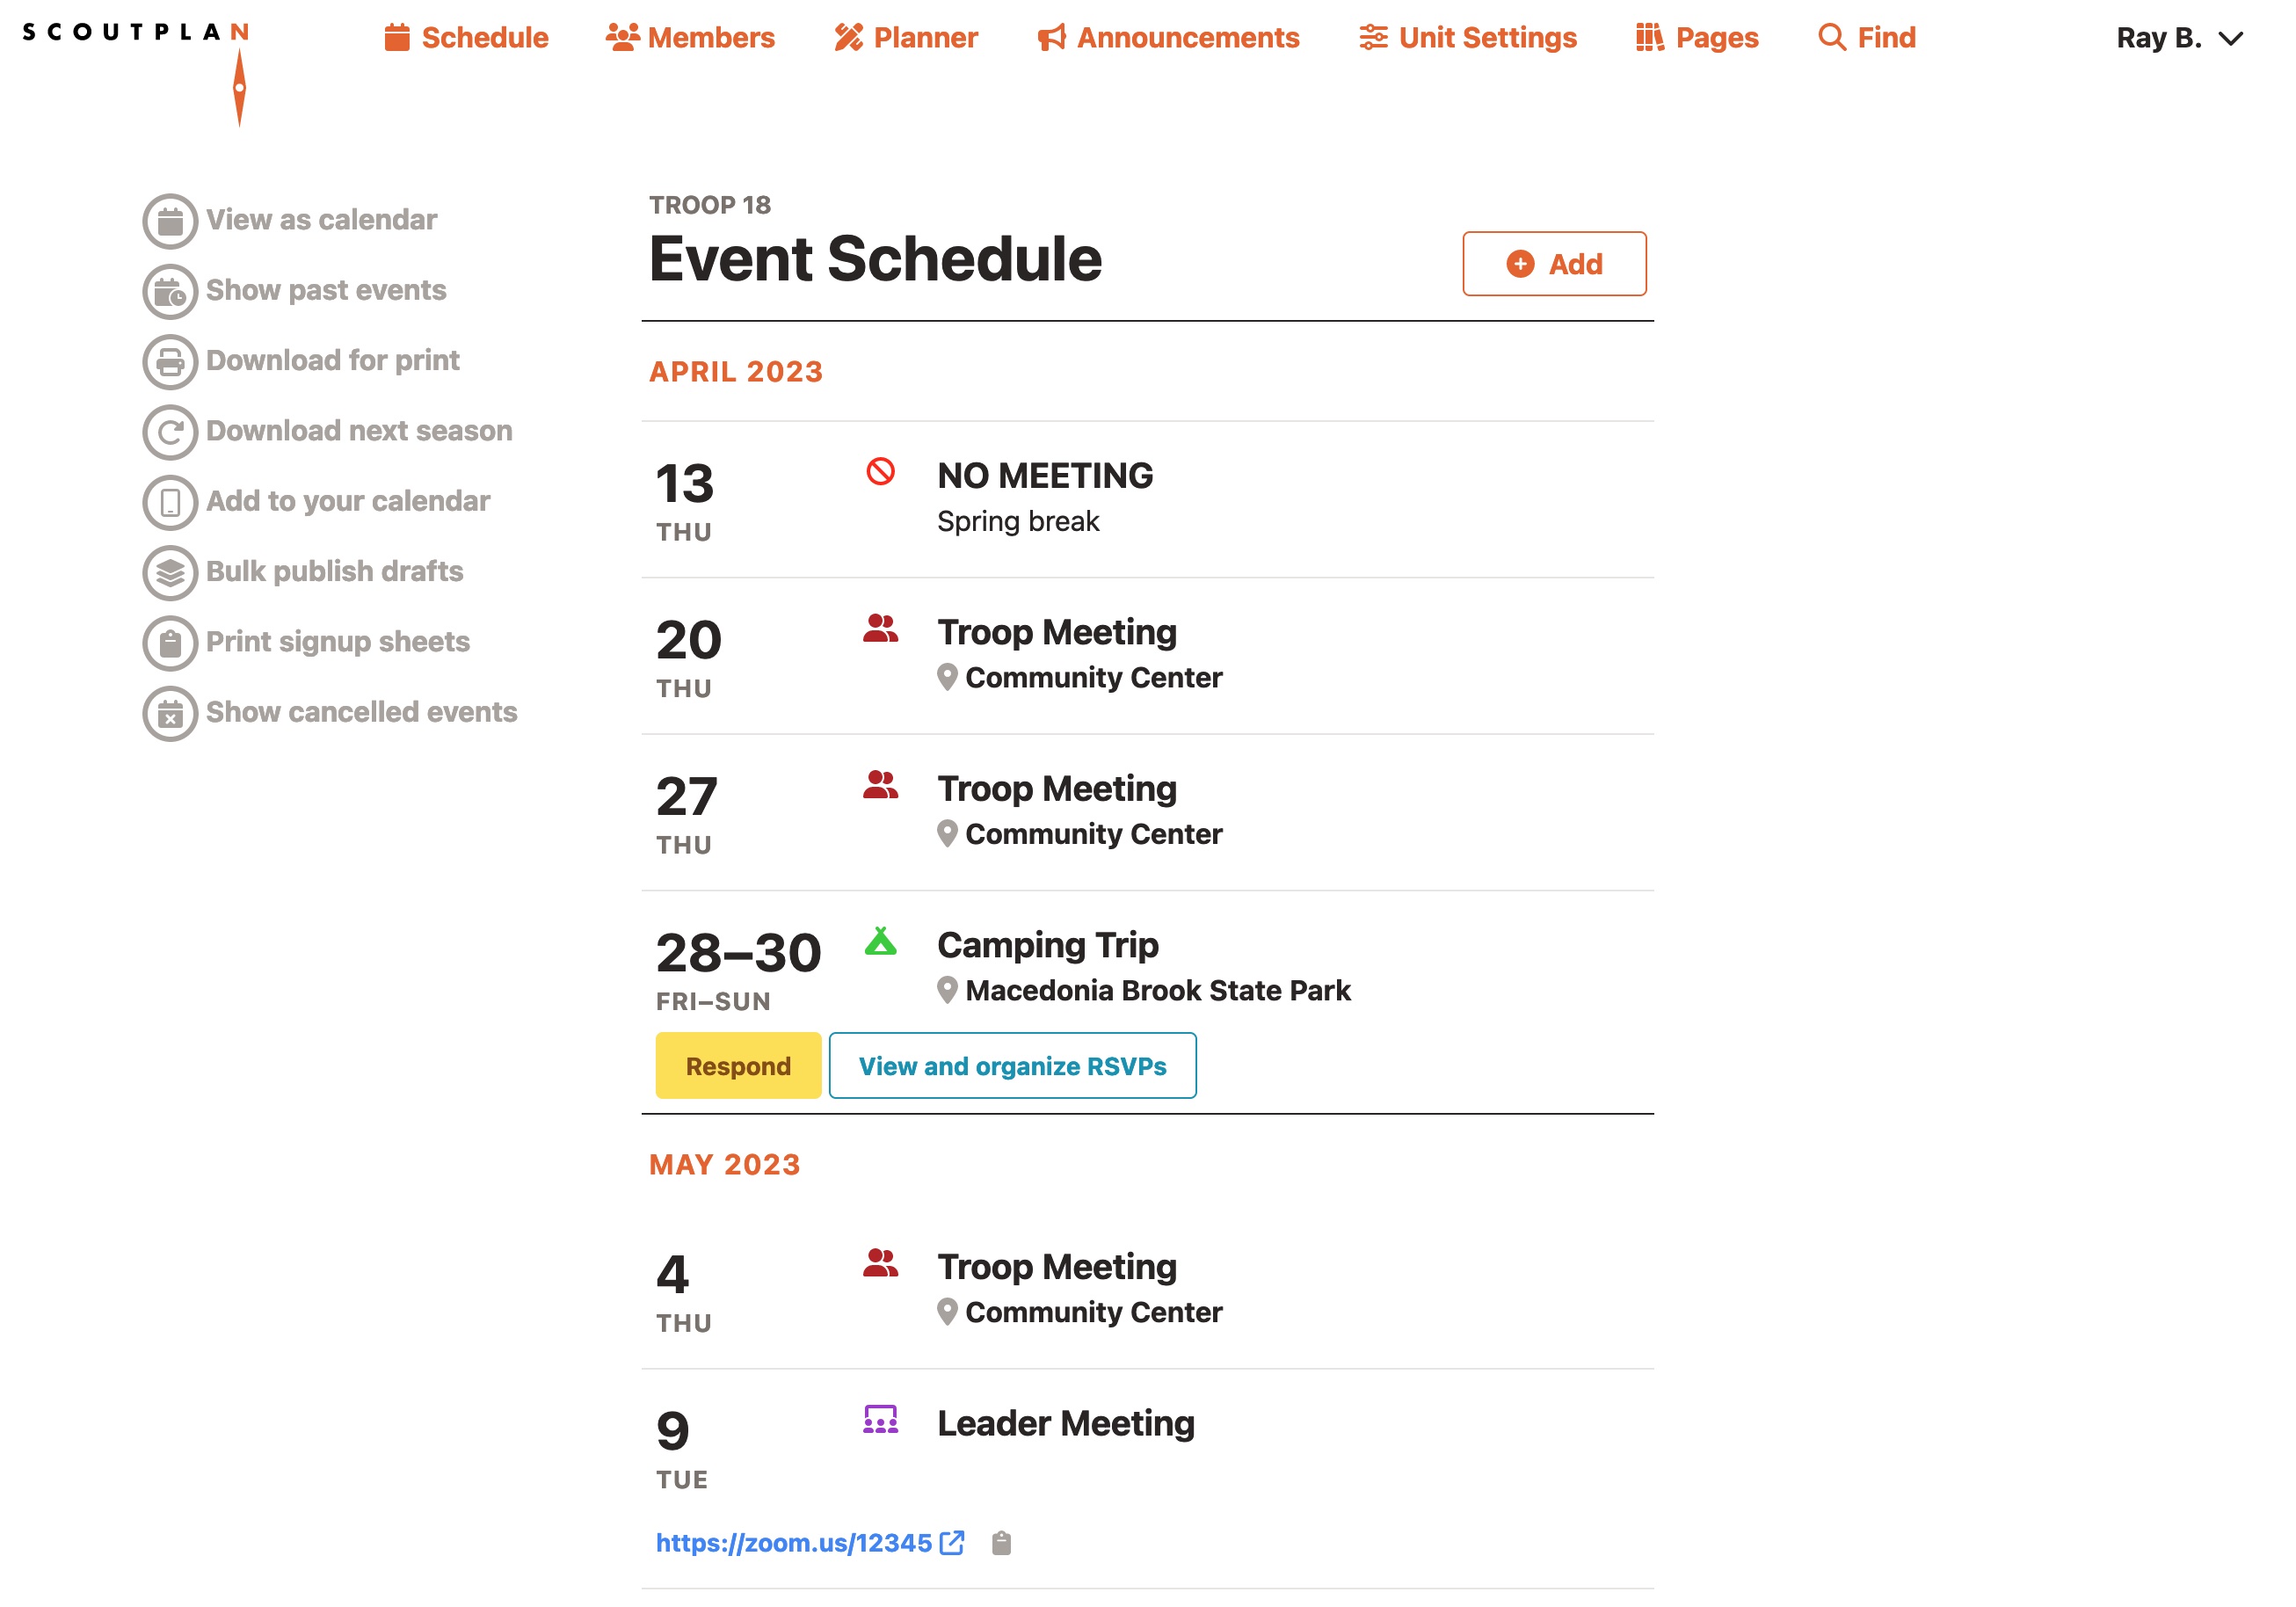 SCOUTPLAN
Schedule
Members
Planner
Announcements
Unit Settings
Pages
Find
Ray B.
View as calendar
Show past events
Download for print
Download next season
Add to your calendar
Bulk publish drafts
Print signup sheets
Show cancelled events
TROOP 18
Event Schedule
Add
APRIL 2023
13
THU
NO MEETING
Spring break
20
THU
Troop Meeting
Community Center
27
THU
Troop Meeting
Community Center
28–30
FRI–SUN
Camping Trip
Macedonia Brook State Park
Respond
View and organize RSVPs
MAY 2023
4
THU
Troop Meeting
Community Center
9
TUE
Leader Meeting
https://zoom.us/12345